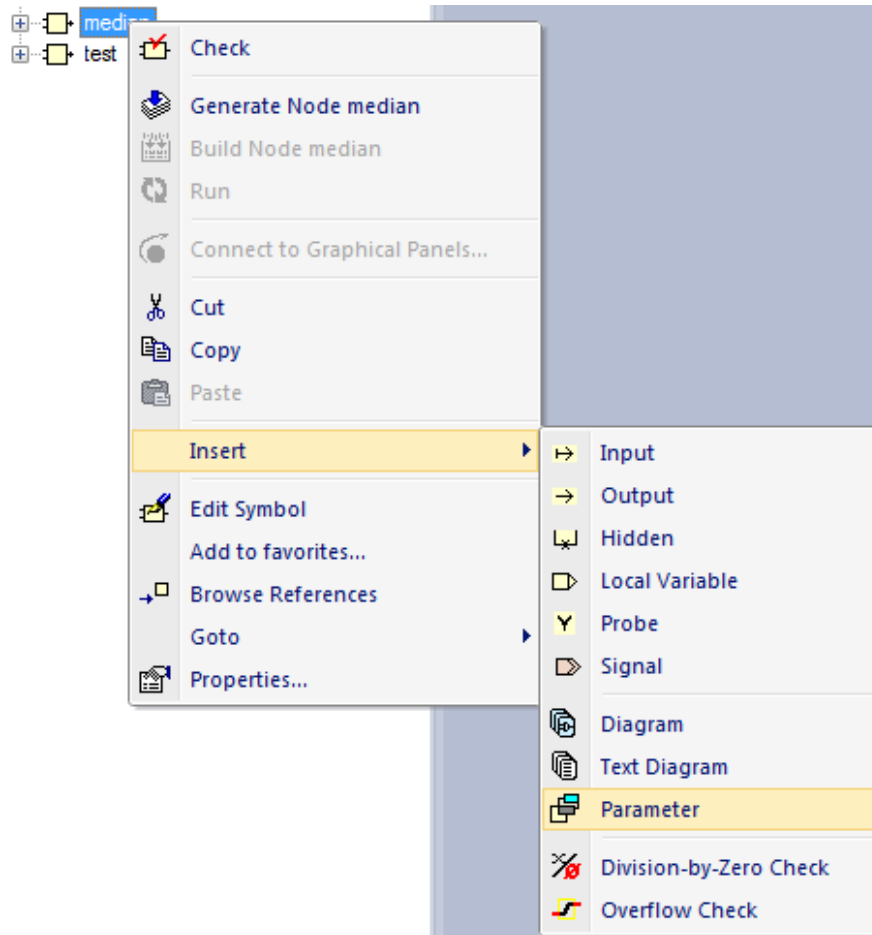 median
test
Check
Generate Node median
Build Node median
Run
Connect to Graphical Panels...
Cut
Copy
Paste
Insert
Edit Symbol
Add to favorites...
Browse References
Goto
Properties...
Input
Output
Hidden
Local Variable
Probe
Signal
Diagram
Text Diagram
Parameter
Division-by-Zero Check
Overflow Check